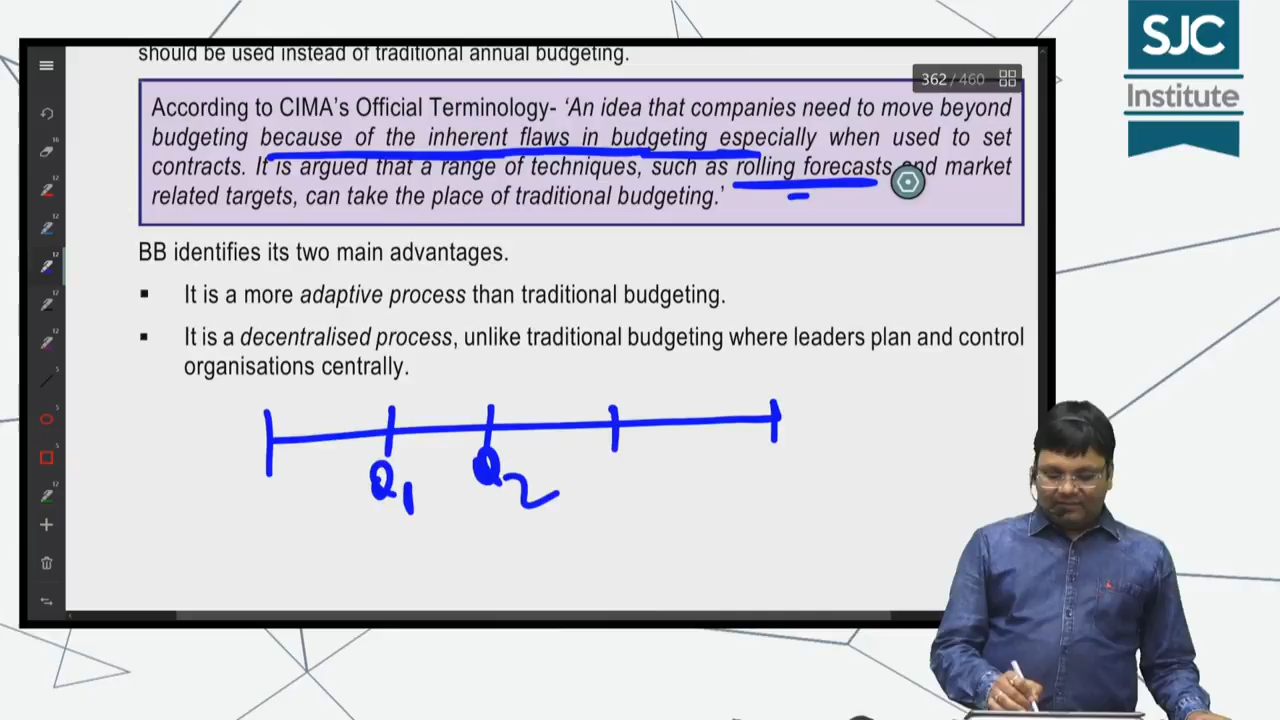 SJC
Institute
should be used instead of traditional annual budgeting.
362 / 460
According to CIMA's Official Terminology- 'An idea that companies need to move beyond
budgeting because of the inherent flaws in budgeting especially when used to set
contracts. It is argued that a range of techniques, such as rolling forecasts and market
related targets, can take the place of traditional budgeting.'
BB identifies its two main advantages.
▪ It is a more adaptive process than traditional budgeting.
▪ It is a decentralised process, unlike traditional budgeting where leaders plan and control
organisations centrally.
Q1 Q2